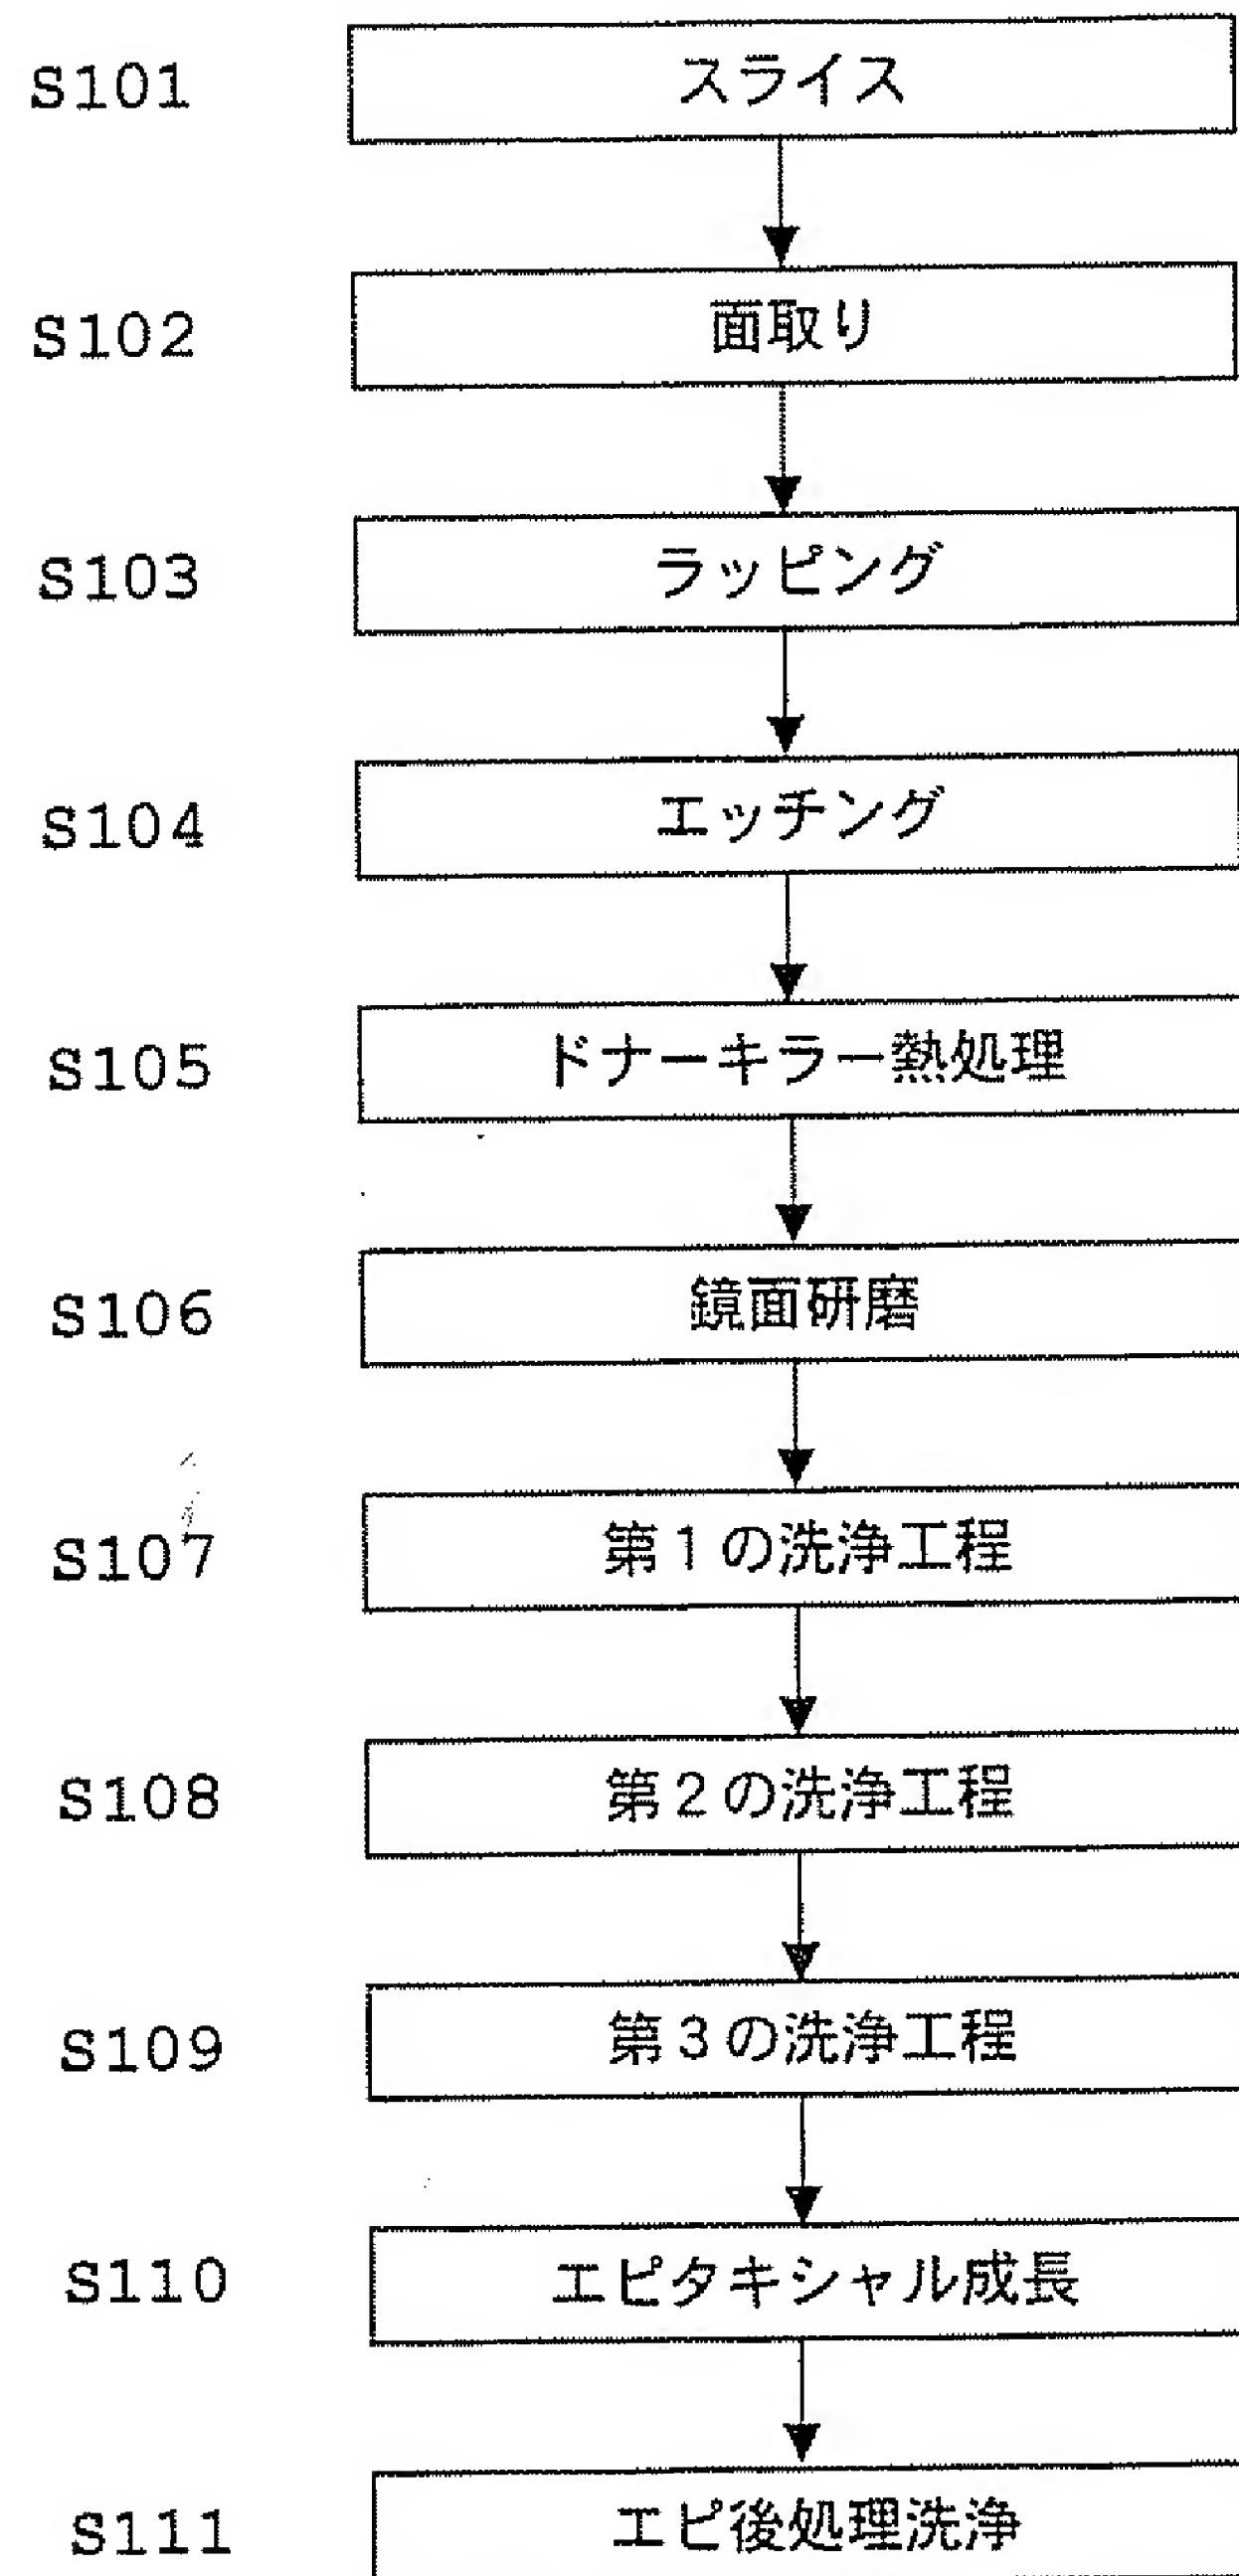 S101 スライス
S102 面取り
S103 ラッピング
S104 エッチング
S105 ドナーキラー熱処理
S106 鏡面研磨
S107 第１の洗浄工程
S108 第２の洗浄工程
S109 第３の洗浄工程
S110 エピタキシャル成長
S111 エピ後処理洗浄